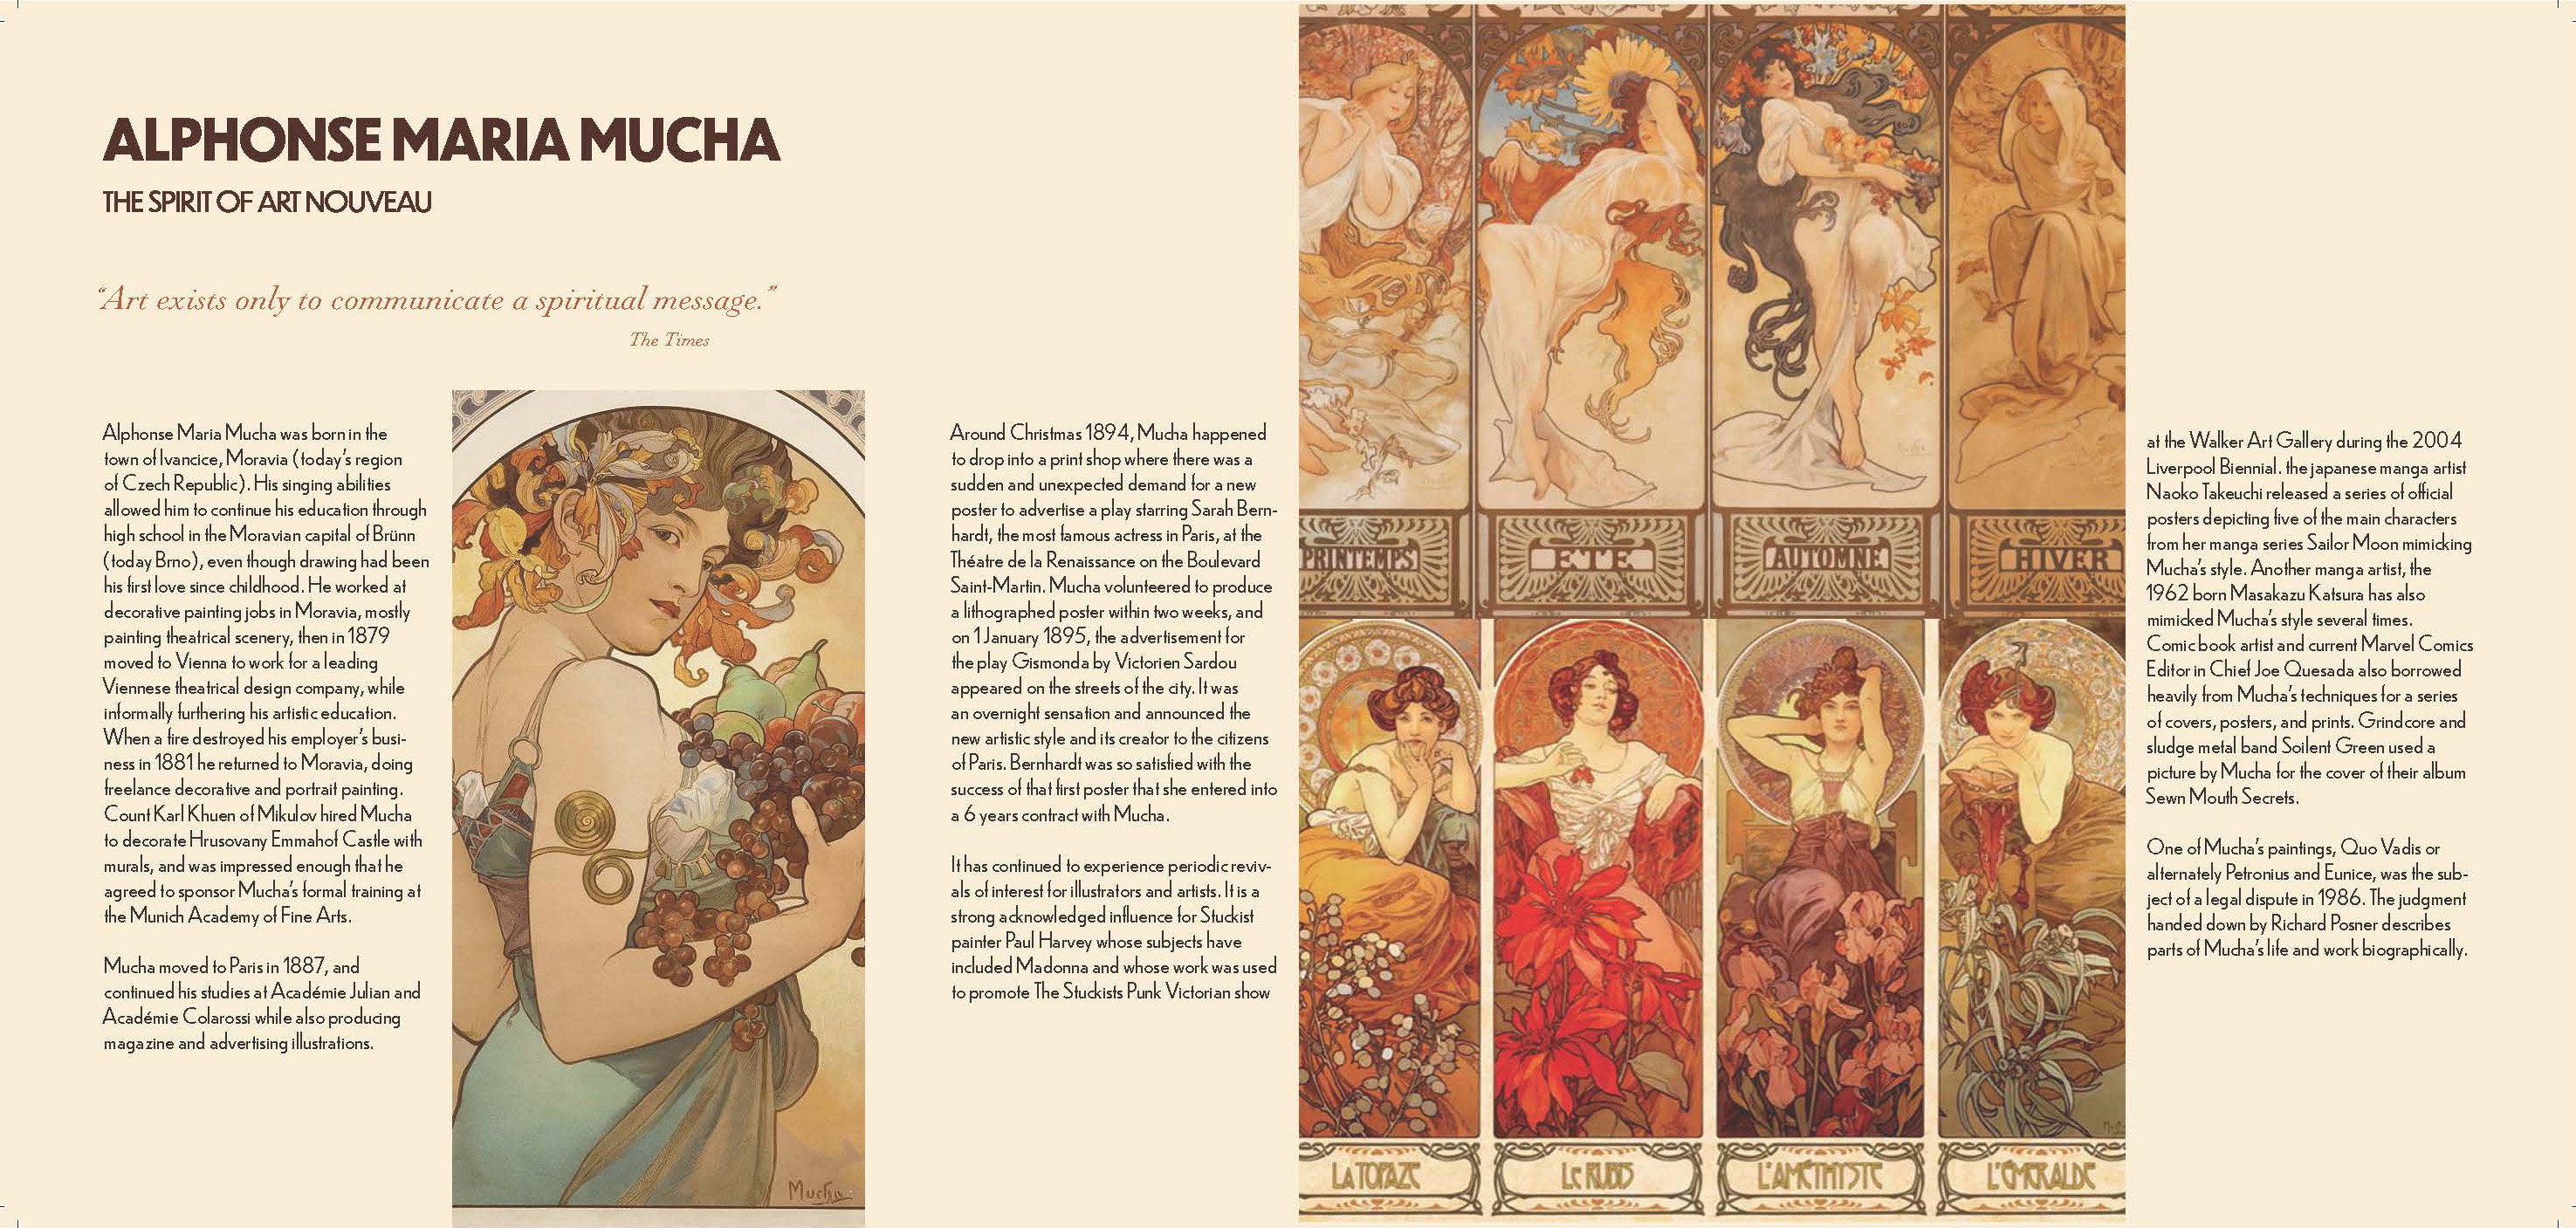 ALPHONSE MARIA MUCHA
THE SPIRIT OF ART NOUVEAU
“Art exists only to communicate a spiritual message.”
The Times
Alphonse Maria Mucha was born in the
town of Ivancice, Moravia (today's region
of Czech Republic). His singing abilities
allowed him to continue his education through
high school in the Moravian capital of Brünn
(today Brno), even though drawing had been
his first love since childhood. He worked at
decorative painting jobs in Moravia, mostly
painting theatrical scenery, then in 1879
moved to Vienna to work for a leading
Viennese theatrical design company, while
informally furthering his artistic education.
When a fire destroyed his employer's busi-
ness in 1881 he returned to Moravia, doing
freelance decorative and portrait painting.
Count Karl Khuen of Mikulov hired Mucha
to decorate Hrusovany Emmahof Castle with
murals, and was impressed enough that he
agreed to sponsor Mucha's formal training at
the Munich Academy of Fine Arts.
Mucha moved to Paris in 1887, and
continued his studies at Académie Julian and
Académie Colarossi while also producing
magazine and advertising illustrations.
Mucha
Around Christmas 1894, Mucha happened
to drop into a print shop where there was a
sudden and unexpected demand for a new
poster to advertise a play starring Sarah Bern-
hardt, the most famous actress in Paris, at the
Théatre de la Renaissance on the Boulevard
Saint-Martin. Mucha volunteered to produce
a lithographed poster within two weeks, and
on 1 January 1895, the advertisement for
the play Gismonda by Victorien Sardou
appeared on the streets of the city. It was
an overnight sensation and announced the
new artistic style and its creator to the citizens
of Paris. Bernhardt was so satisfied with the
success of that first poster that she entered into
a 6 years contract with Mucha.
It has continued to experience periodic reviv-
als of interest for illustrators and artists. It is a
strong acknowledged influence for Stuckist
painter Paul Harvey whose subjects have
included Madonna and whose work was used
to promote The Stuckists Punk Victorian show
PRINTEMPS
ETE
AUTOMNE
HIVER
LA TOPAZE
LE RUBIS
L'AMÉTHYSTE
L'ÉMERALDE
at the Walker Art Gallery during the 2004
Liverpool Biennial. the japanese manga artist
Naoko Takeuchi released a series of official
posters depicting five of the main characters
from her manga series Sailor Moon mimicking
Mucha's style. Another manga artist, the
1962 born Masakazu Katsura has also
mimicked Mucha's style several times.
Comic book artist and current Marvel Comics
Editor in Chief Joe Quesada also borrowed
heavily from Mucha's techniques for a series
of covers, posters, and prints. Grindcore and
sludge metal band Soilent Green used a
picture by Mucha for the cover of their album
Sewn Mouth Secrets.
One of Mucha's paintings, Quo Vadis or
alternately Petronius and Eunice, was the sub-
ject of a legal dispute in 1986. The judgment
handed down by Richard Posner describes
parts of Mucha's life and work biographically.